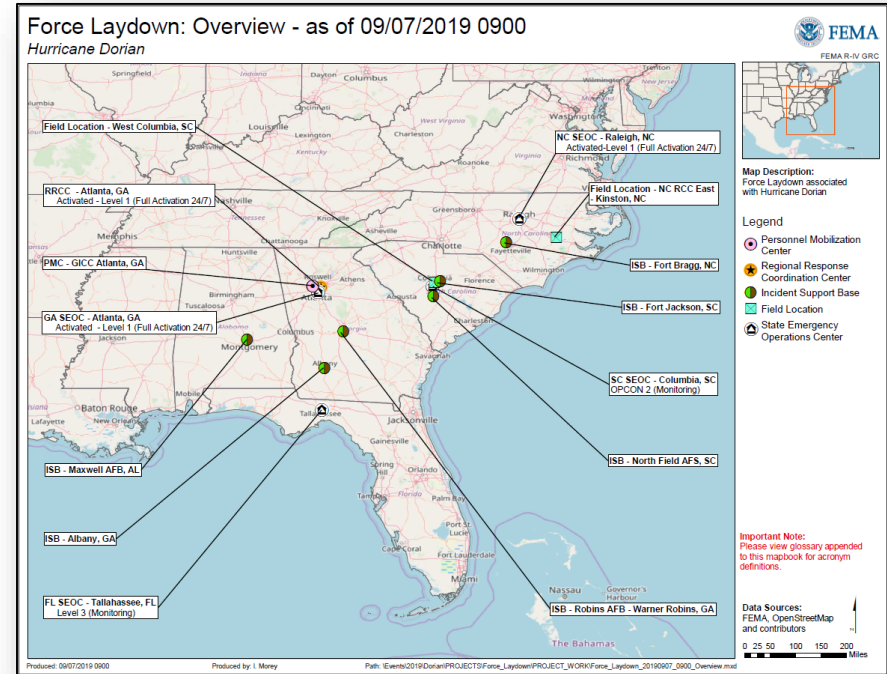 Force Laydown: Overview - as of 09/07/2019 0900
Hurricane Dorian
FEMA
FEMA R-IV GRC
Springfield
Indiana
Dayton
Columbus
Trenton
Wilmington
Cincinnati
Washington
Field Location - West Columbia, SC
Louisville
Lexington
Kentucky
Charleston
West Virginia
NC SEOC - Raleigh, NC
Activated-Level 1 (Full Activation 24/7)
Virginia
Richmond
Roanoke
RRCC - Atlanta, GA
Activated - Level 1 (Full Activation 24/7)
Nashville
Tennessee
Knoxville
Greensboro
Field Location - NC RCC East
- Kinston, NC
Memphis
Chattanooga
Asheville
Charlotte
North Carolina
Fayetteville
Huntsville
PMC - GICC Atlanta, GA
Roswell
Athens
Atlanta
Florence
Wilmington
ISB - Fort Bragg, NC
Birmingham
Tuscaloosa
Augusta
ISB - Fort Jackson, SC
GA SEOC - Atlanta, GA
Activated - Level 1 (Full Activation 24/7)
Jackson
Alabama
Columbus
Charleston
Montgomery
Savannah
Albany
SC SEOC - Columbia, SC
OPCON 2 (Monitoring)
Mobile
Baton Rouge
Lafayette
New Orleans
Jacksonville
Gainesville
ISB - North Field AFS, SC
ISB - Maxwell AFB, AL
Spring
Hill
Orlando
Florida
Palm Bay
ISB - Albany, GA
Port St.
Lucie
Cape Coral
Fort Lauderdale
Miami
FL SEOC - Tallahassee, FL
Level 3 (Monitoring)
Nassau
Governor's
Harbour
ISB - Robins AFB - Warner Robins, GA
The Bahamas
Map Description:
Force Laydown associated
with Hurricane Dorian
Legend
Personnel Mobilization
Center
Regional Response
Coordination Center
Incident Support Base
Field Location
State Emergency
Operations Center
Important Note:
Please view glossary appended
to this mapbook for acronym
definitions.
Data Sources:
FEMA, OpenStreetMap
and contributors
0 25 50 100 150 200
Miles
Produced: 09/07/2019 0900
Produced by: I. Morey
Path: \Events\2019\Dorian\PROJECTS\Force_Laydown\PROJECT_WORK\Force_Laydown_20190907_0900_Overview.mxd